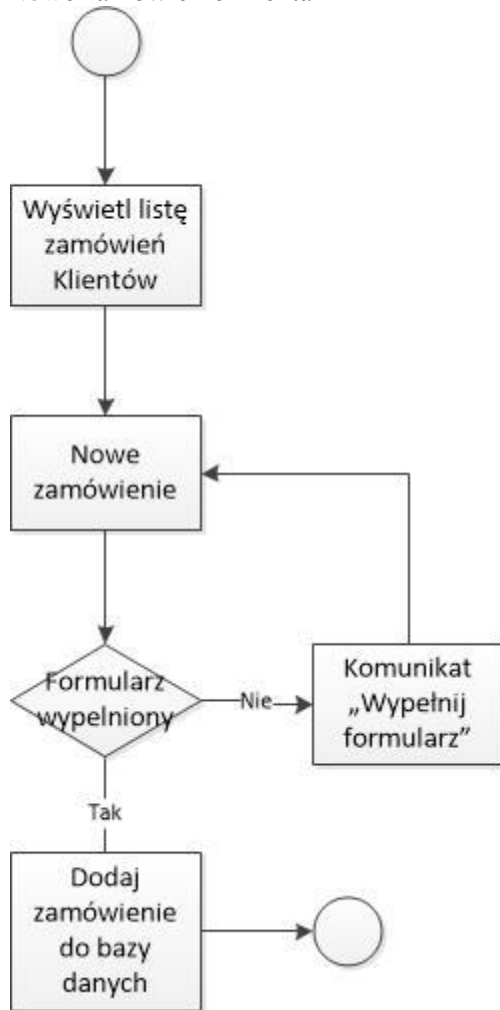 Wyświetl listę
zamówień
Klientów
Nowe
zamówienie
Formularz
wypelniony
Nie
Komunikat
„Wypełnij
formularz”
Tak
Dodaj
zamówienie
do bazy
danych